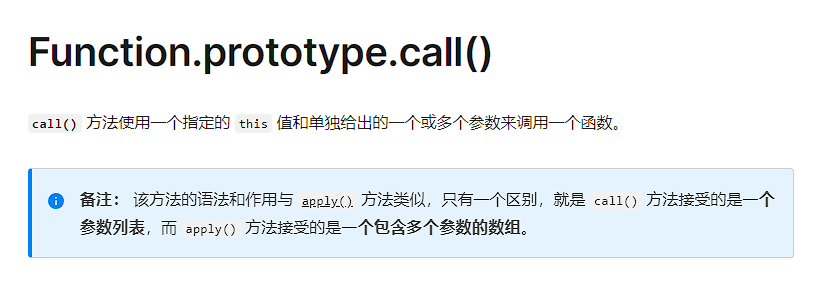 Function.prototype.call()
call() 方法使用一个指定的 this 值和单独给出的一个或多个参数来调用一个函数。
备注： 该方法的语法和作用与 apply() 方法类似，只有一个区别，就是 call() 方法接受的是一个
参数列表，而 apply() 方法接受的是一个包含多个参数的数组。